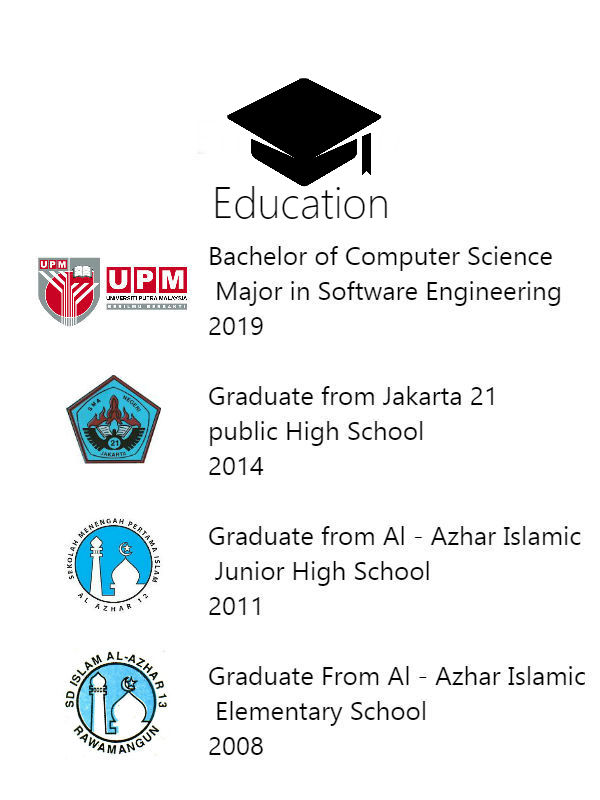 Education
UPM
UPM
UNIVERSITI PUTRA MALAYSIA
BERILMU BERBAKTI
Bachelor of Computer Science
Major in Software Engineering
2019
SMA NEGERI
21
JAKARTA
Graduate from Jakarta 21
public High School
2014
SEKOLAH MENENGAH PERTAMA ISLAM
AL AZHAR 12
Graduate from Al - Azhar Islamic
Junior High School
2011
SD ISLAM AL-AZHAR 13
RAWAMANGUN
Graduate From Al - Azhar Islamic
Elementary School
2008